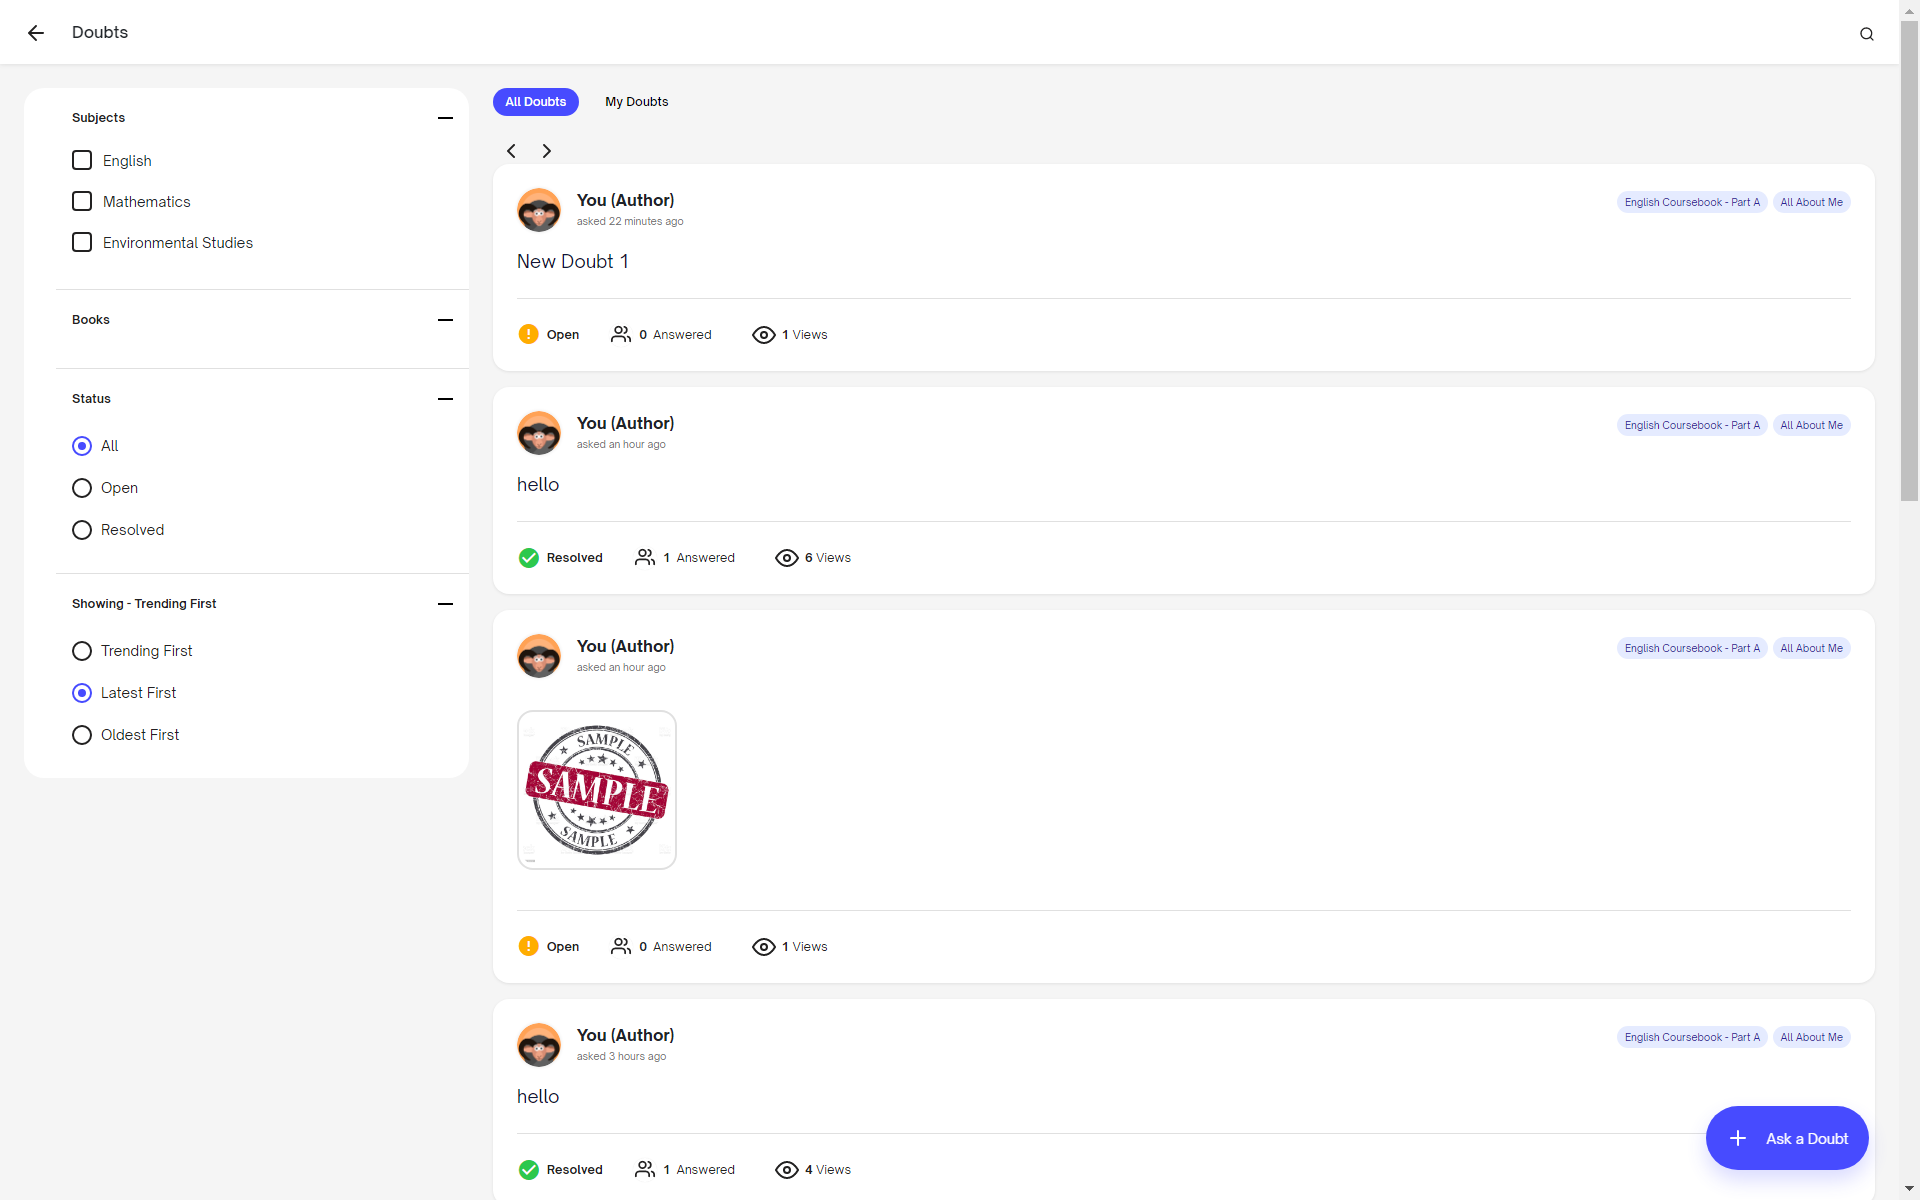 Doubts
Subjects
English
Mathematics
Environmental Studies
Books
Status
All
Open
Resolved
Showing - Trending First
Trending First
Latest First
Oldest First
All Doubts My Doubts
You (Author)
asked 22 minutes ago
English Coursebook - Part A All About Me
New Doubt 1
Open 0 Answered 1 Views
You (Author)
asked an hour ago
English Coursebook - Part A All About Me
hello
Resolved 1 Answered 6 Views
You (Author)
asked an hour ago
English Coursebook - Part A All About Me
SAMPLE
SAMPLE
SAMPLE
Open 0 Answered 1 Views
You (Author)
asked 3 hours ago
English Coursebook - Part A All About Me
hello
Resolved 1 Answered 4 Views
Ask a Doubt